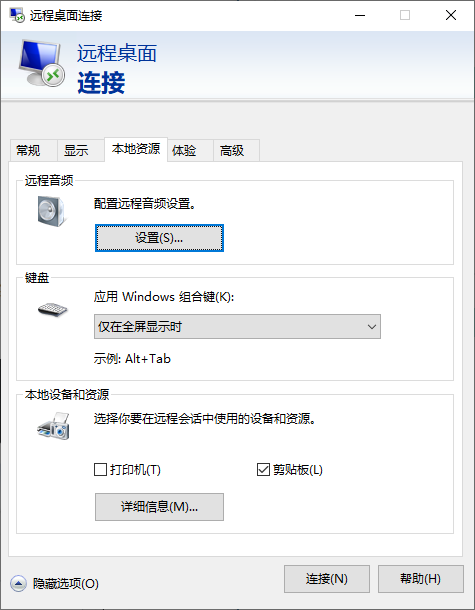 远程桌面连接
远程桌面
连接
常规 显示 本地资源 体验 高级
远程音频
配置远程音频设置。
设置(S)...
键盘
应用 Windows 组合键(K):
仅在全屏显示时
示例: Alt+Tab
本地设备和资源
选择你要在远程会话中使用的设备和资源。
打印机(T) 剪贴板(L)
详细信息(M)...
隐藏选项(O) 连接(N) 帮助(H)